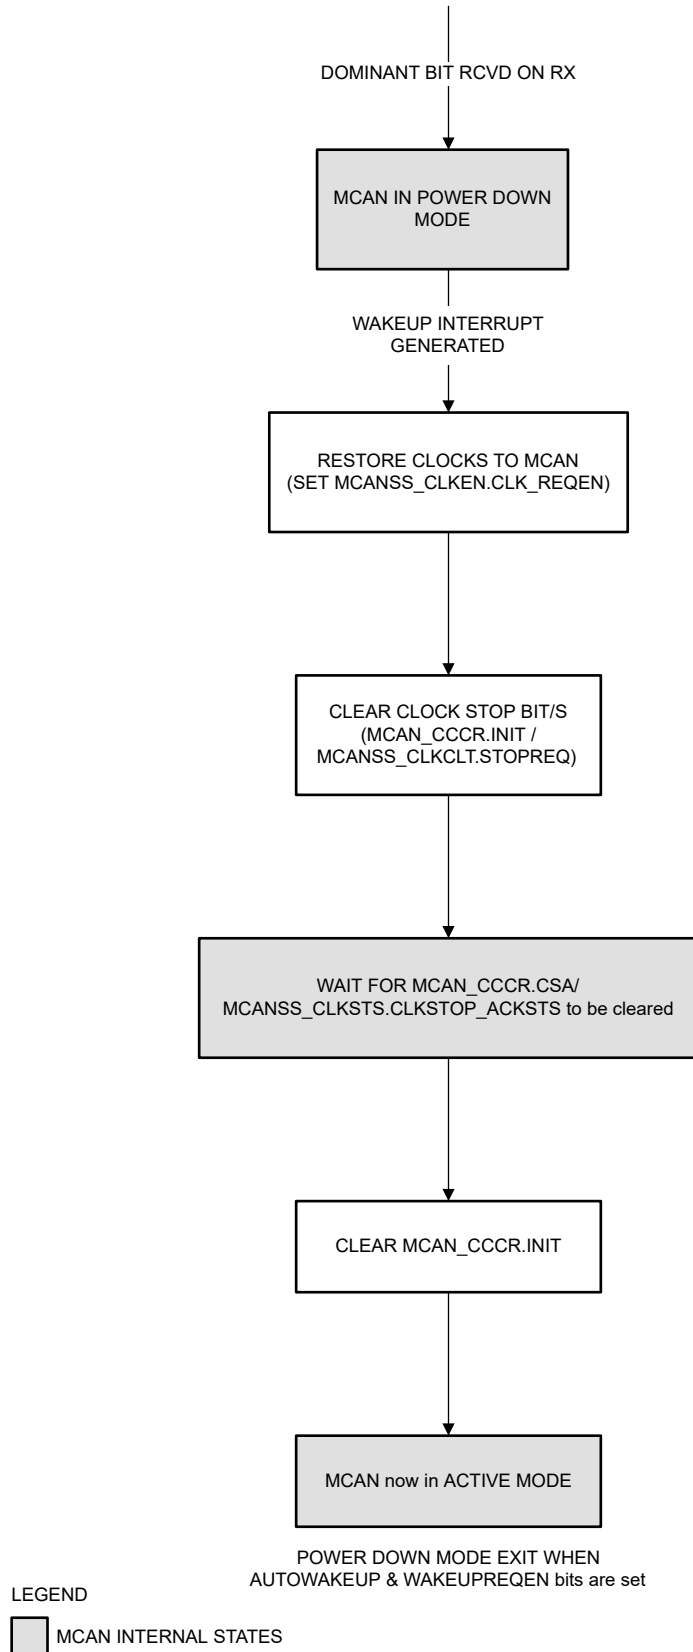 DOMINANT BIT RCVD ON RX
MCAN IN POWER DOWN
MODE
WAKEUP INTERRUPT
GENERATED
RESTORE CLOCKS TO MCAN
(SET MCANSS_CLKEN.CLK_REQEN)
CLEAR CLOCK STOP BIT/S
(MCAN_CCCR.INIT /
MCANSS_CLKCLT.STOPREQ)
WAIT FOR MCAN_CCCR.CSA/
MCANSS_CLKSTS.CLKSTOP_ACKSTS to be cleared
CLEAR MCAN_CCCR.INIT
MCAN now in ACTIVE MODE
POWER DOWN MODE EXIT WHEN
AUTOWAKEUP & WAKEUPREQEN bits are set
LEGEND
MCAN INTERNAL STATES